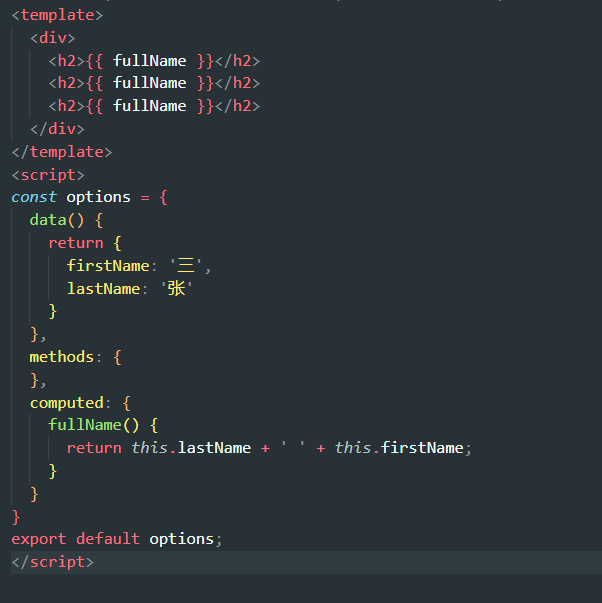 <template>
  <div>
    <h2>{{ fullName }}</h2>
    <h2>{{ fullName }}</h2>
    <h2>{{ fullName }}</h2>
  </div>
</template>
<script>
const options = {
  data() {
    return {
      firstName: '三',
      lastName: '张'
    }
  },
  methods: {
  },
  computed: {
    fullName() {
      return this.lastName + ' ' + this.firstName;
    }
  }
}
export default options;
</script>